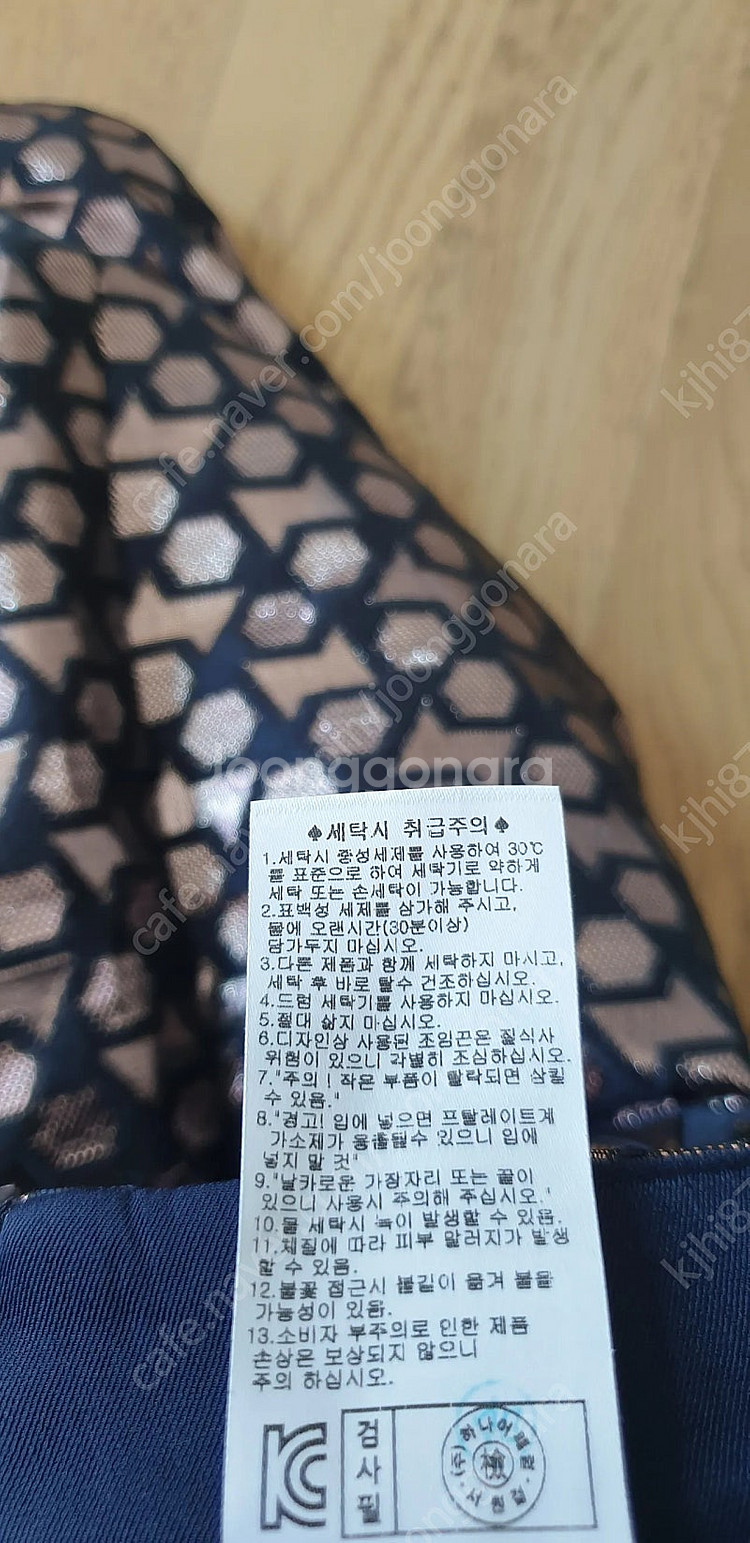 ♠세탁시 취급주의♠
1.세탁시 중성세제를 사용하여 30℃
를 표준으로 하여 세탁기로 약하게
세탁 또는 손세탁이 가능합니다.
2.표백성 세제를 삼가해 주시고,
물에 오랜시간(30분이상)
담가두지 마십시오.
3.다른 제품과 함께 세탁하지 마시고,
세탁 후 바로 탈수 건조하십시오.
4.드럼 세탁기를 사용하지 마십시오.
5.절대 삶지 마십시오.
6.디자인상 사용된 조임끈은 질식사
위험이 있으니 각별히 조심하십시오.
7."주의! 작은 부품이 탈락되면 삼킬
수 있음."
8."경고! 입에 넣으면 프탈레이트계
가소제가 용출될수 있으니 입에
넣지 말 것"
9."날카로운 가장자리 또는 끝이
있으니 사용시 주의해 주십시오."
10.물 세탁시 녹이 발생할 수 있음.
11.체질에 따라 피부 알러지가 발생
할 수 있음.
12.불꽃 접근시 불길이 옮겨 붙을
가능성이 있음.
13.소비자 부주의로 인한 제품
손상은 보상되지 않으니
주의 하십시오.
KC
검사필
(주)하나어패럴
檢
cafe.naver.com/joonggonara
joonggonara
kjhi87